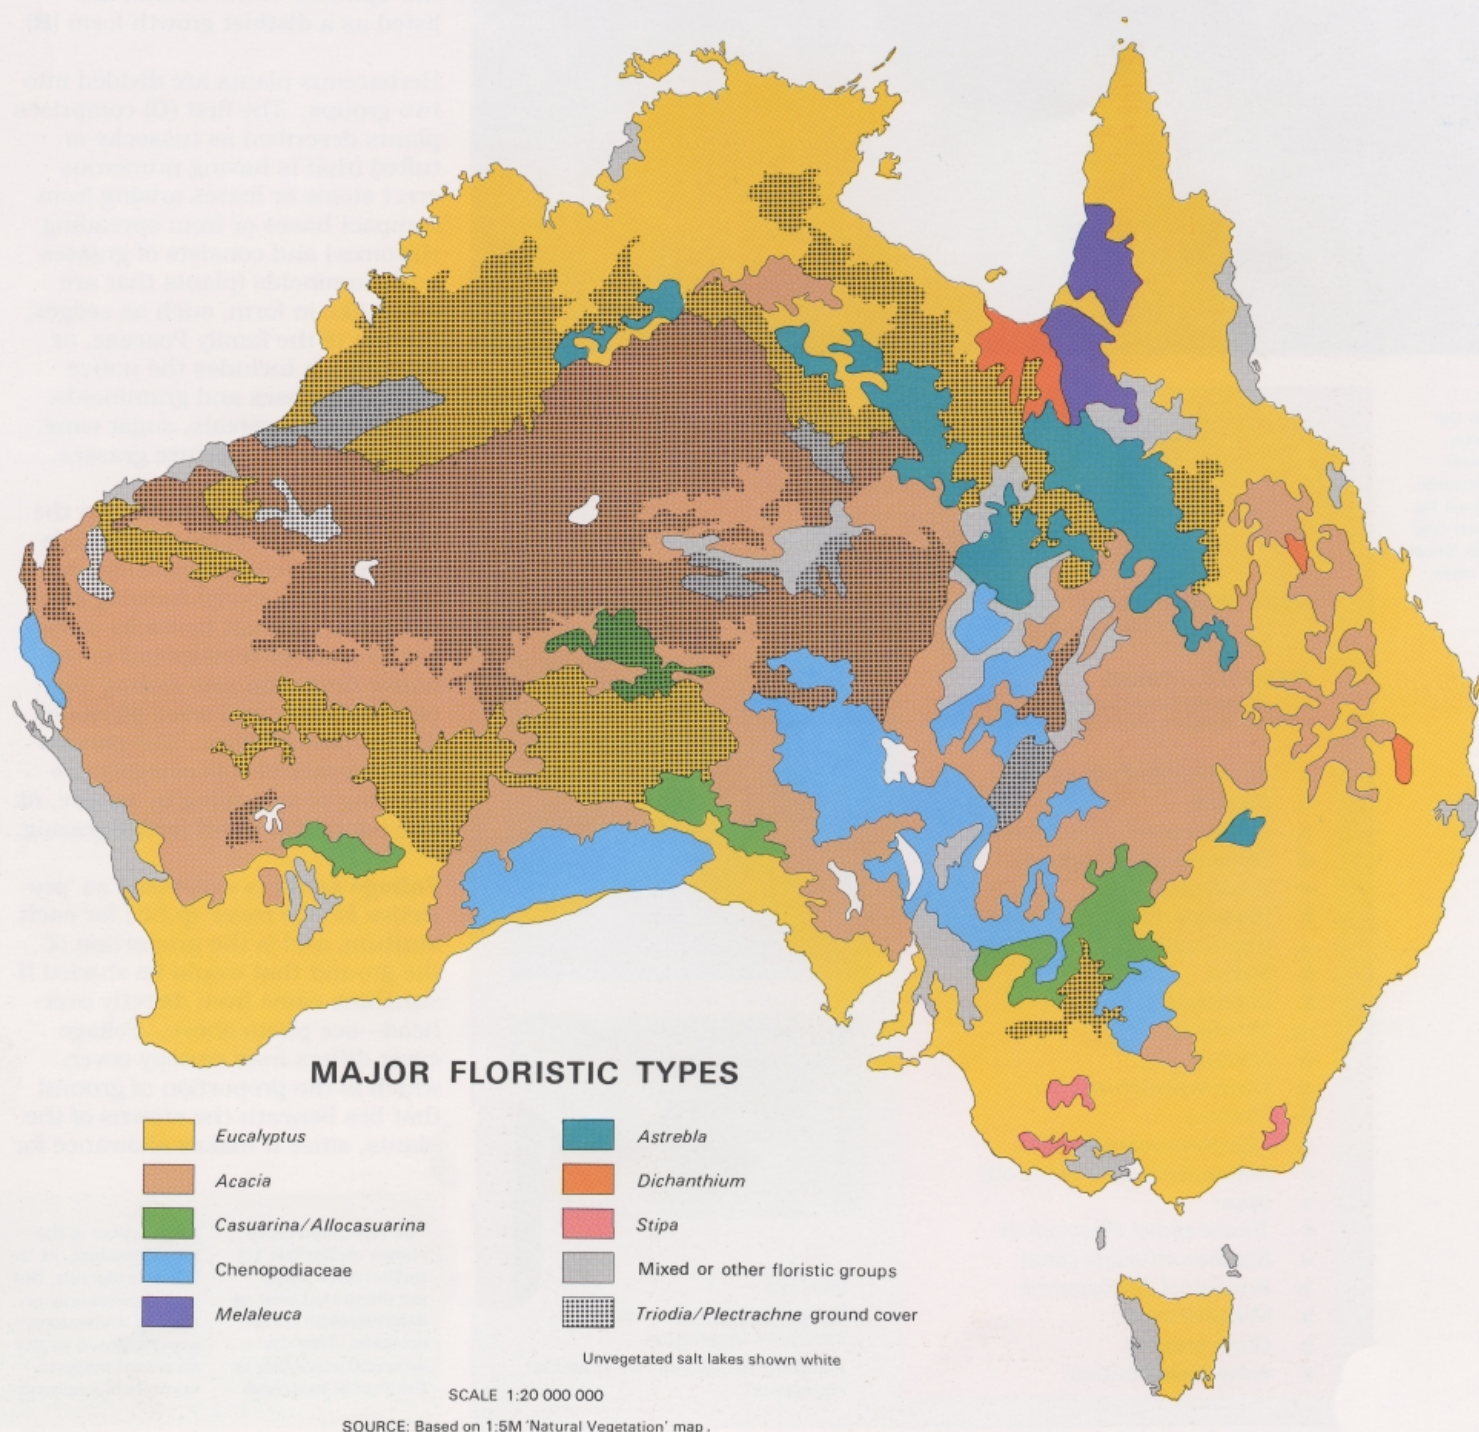 MAJOR FLORISTIC TYPES
Eucalyptus
Acacia
Casuarina/Allocasuarina
Chenopodiaceae
Melaleuca
Astrebla
Dichanthium
Stipa
Mixed or other floristic groups
Triodia/Plectrachne ground cover
Unvegetated salt lakes shown white
SCALE 1:20 000 000
SOURCE: Based on 1:5M 'Natural Vegetation' map.